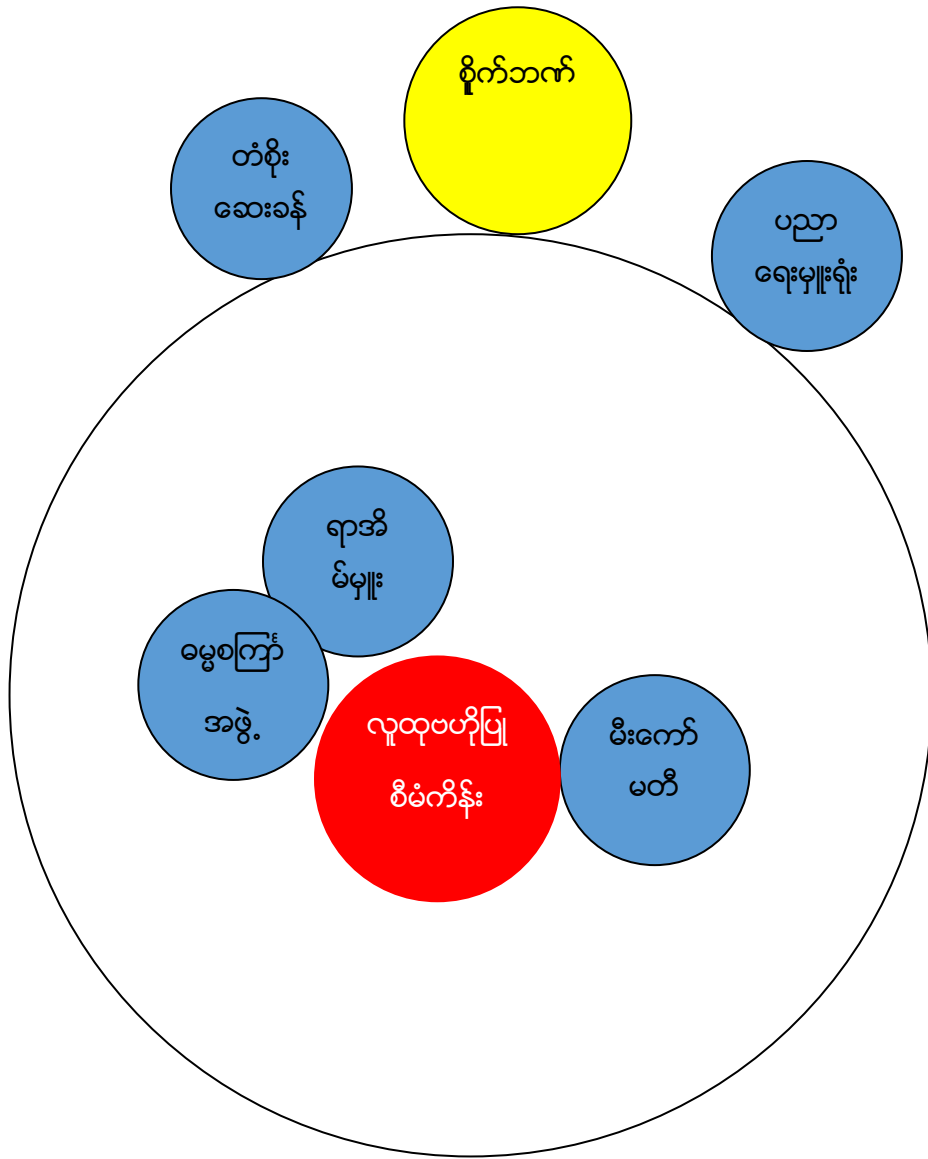 စိုက်ဘဏ်
တံစိုး
ဆေးခန်
ပညာ
ရေးမှူးရုံး
ရာအိ
မ်မှူး
ဓမ္မစကြာ်
အဖွဲ့
လူထုဗဟိုပြု
စီမံကိန်း
မီးကော်
မတီ